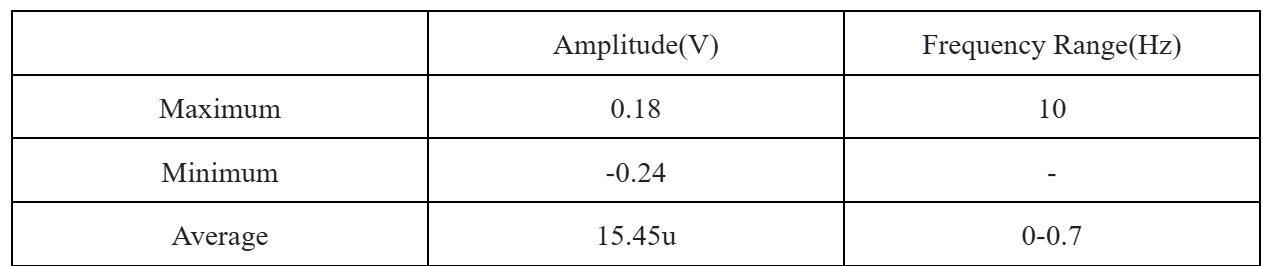 Amplitude(V) Frequency Range(Hz)
Maximum 0.18 10
Minimum -0.24 -
Average 15.45u 0-0.7